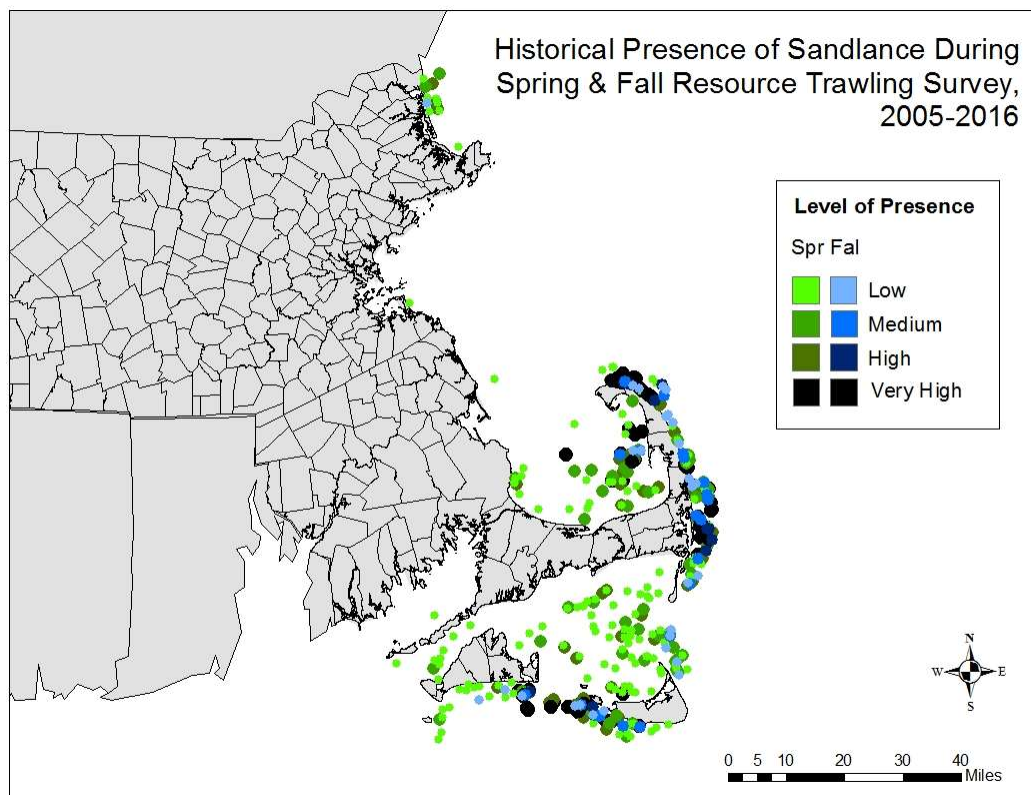 Historical Presence of Sandlance During
Spring & Fall Resource Trawling Survey,
2005-2016
Level of Presence
Spr Fal
Low
Medium
High
Very High
N
W E
S
0 5 10 20 30 40
Miles